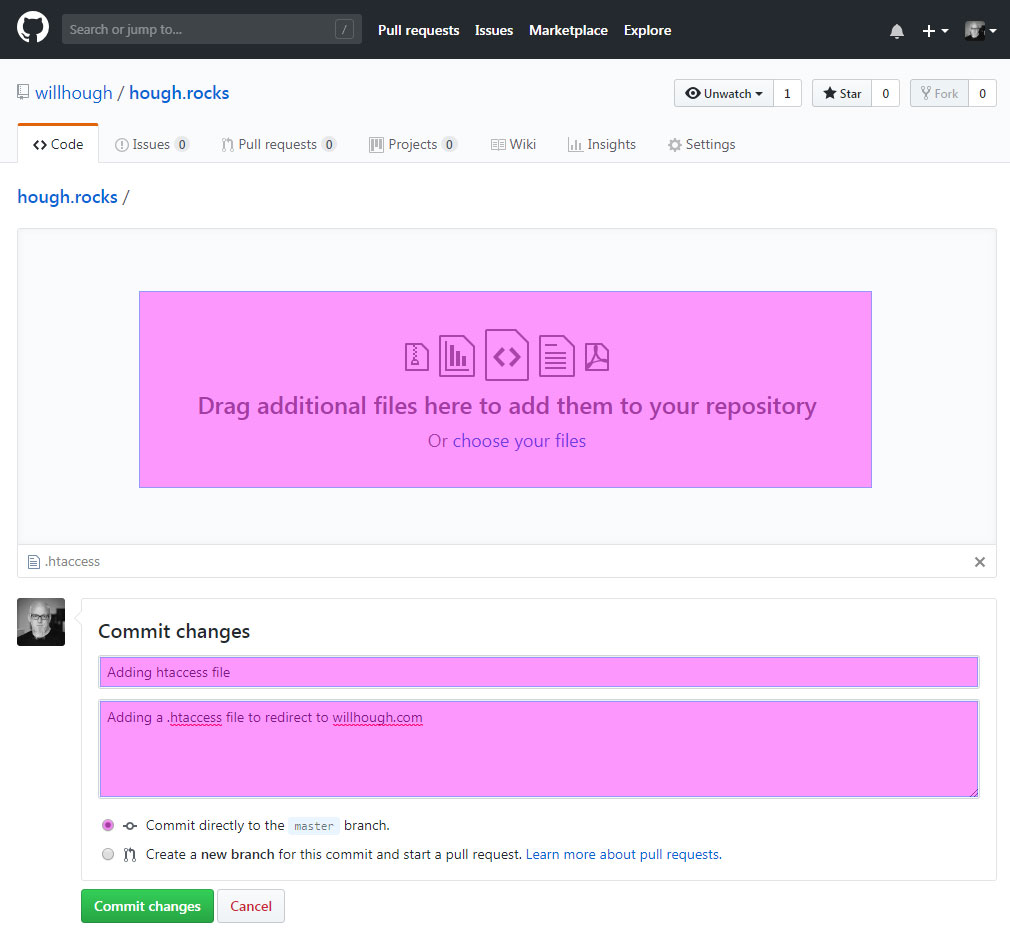 Search or jump to... /
Pull requests Issues Marketplace Explore
willhough / hough.rocks
Unwatch 1 Star 0 Fork 0
Code Issues 0 Pull requests 0 Projects 0 Wiki Insights Settings
hough.rocks /
Drag additional files here to add them to your repository
Or choose your files
.htaccess
Commit changes
Adding htaccess file
Adding a .htaccess file to redirect to willhough.com
Commit directly to the master branch.
Create a new branch for this commit and start a pull request. Learn more about pull requests.
Commit changes Cancel